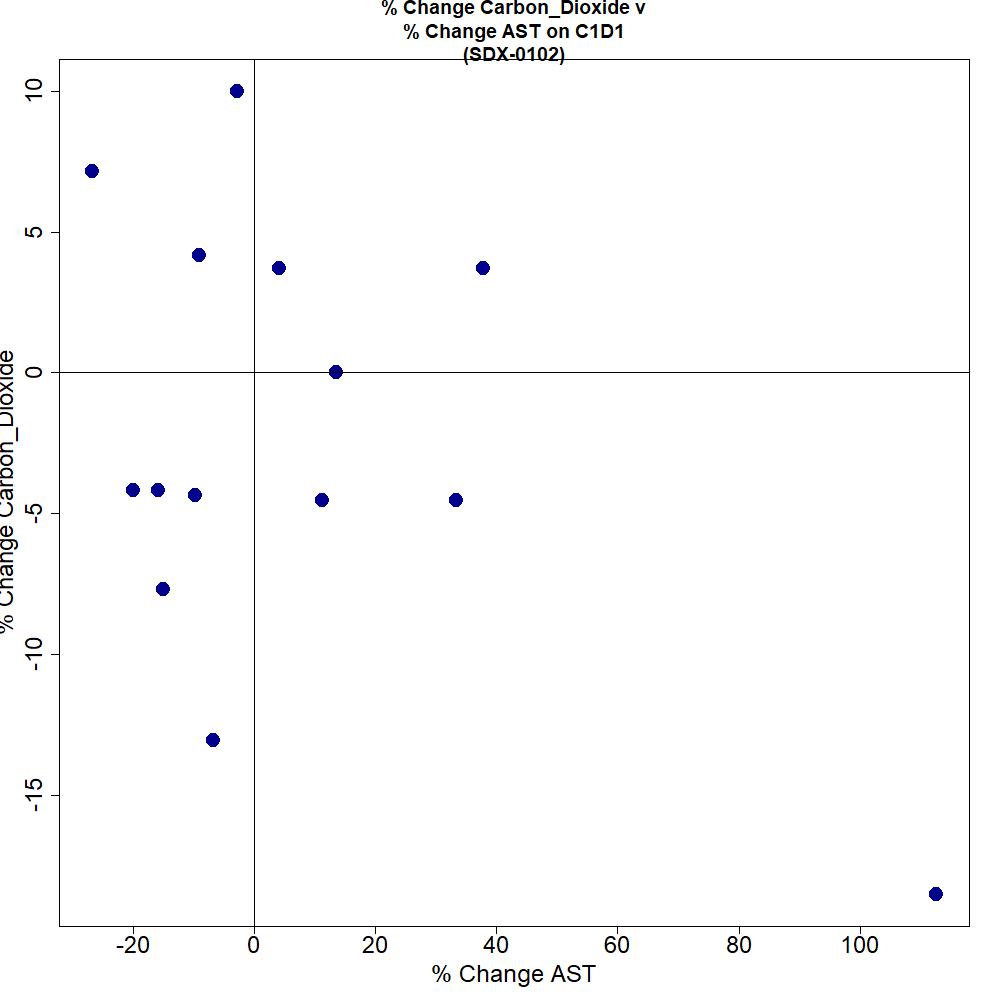 % Change Carbon_Dioxide v
% Change AST on C1D1
(SDX-0102)
10
5
0
-5
-10
-15
% Change Carbon_Dioxide
-20
0
20
40
60
80
100
% Change AST